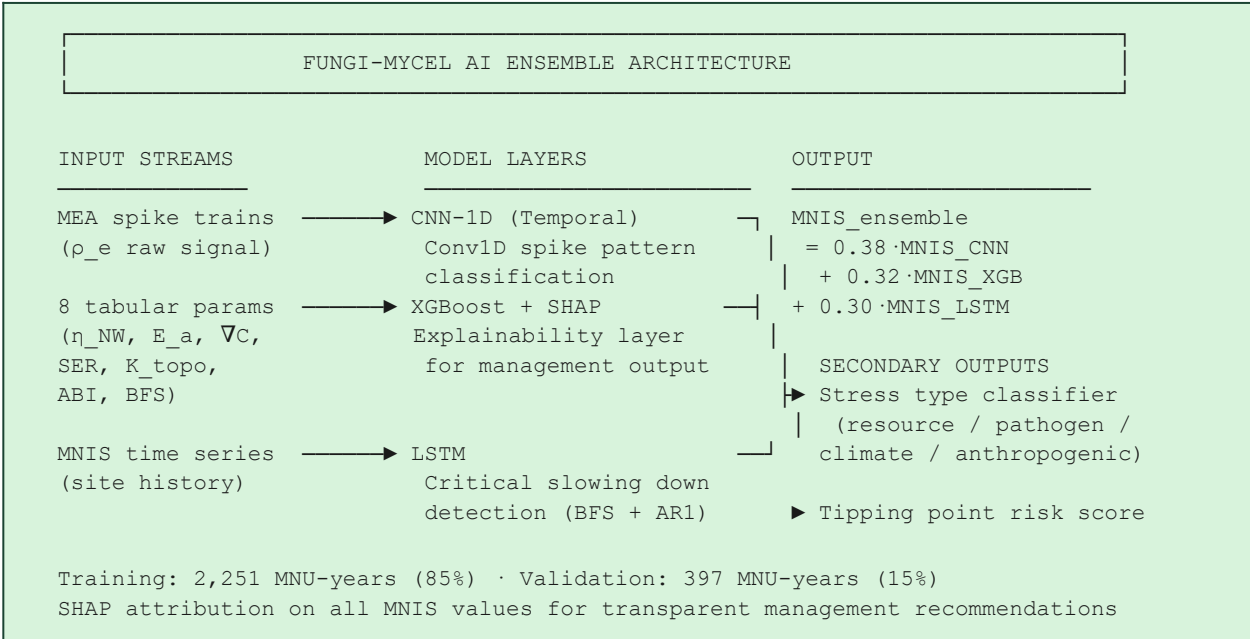 FUNGI-MYCEL AI ENSEMBLE ARCHITECTURE
INPUT STREAMS MODEL LAYERS OUTPUT
MEA spike trains ► CNN-1D (Temporal) MNIS_ensemble
(ρ_e raw signal) Conv1D spike pattern = 0.38·MNIS_CNN
classification + 0.32·MNIS_XGB
8 tabular params ► XGBoost + SHAP + 0.30·MNIS_LSTM
(η_NW, E_a, ∇C, Explainability layer
SER, K_topo, for management output SECONDARY OUTPUTS
ABI, BFS) ► Stress type classifier
(resource / pathogen /
MNIS time series ► LSTM climate / anthropogenic)
(site history) Critical slowing down
detection (BFS + AR1) ► Tipping point risk score
Training: 2,251 MNU-years (85%) · Validation: 397 MNU-years (15%)
SHAP attribution on all MNIS values for transparent management recommendations